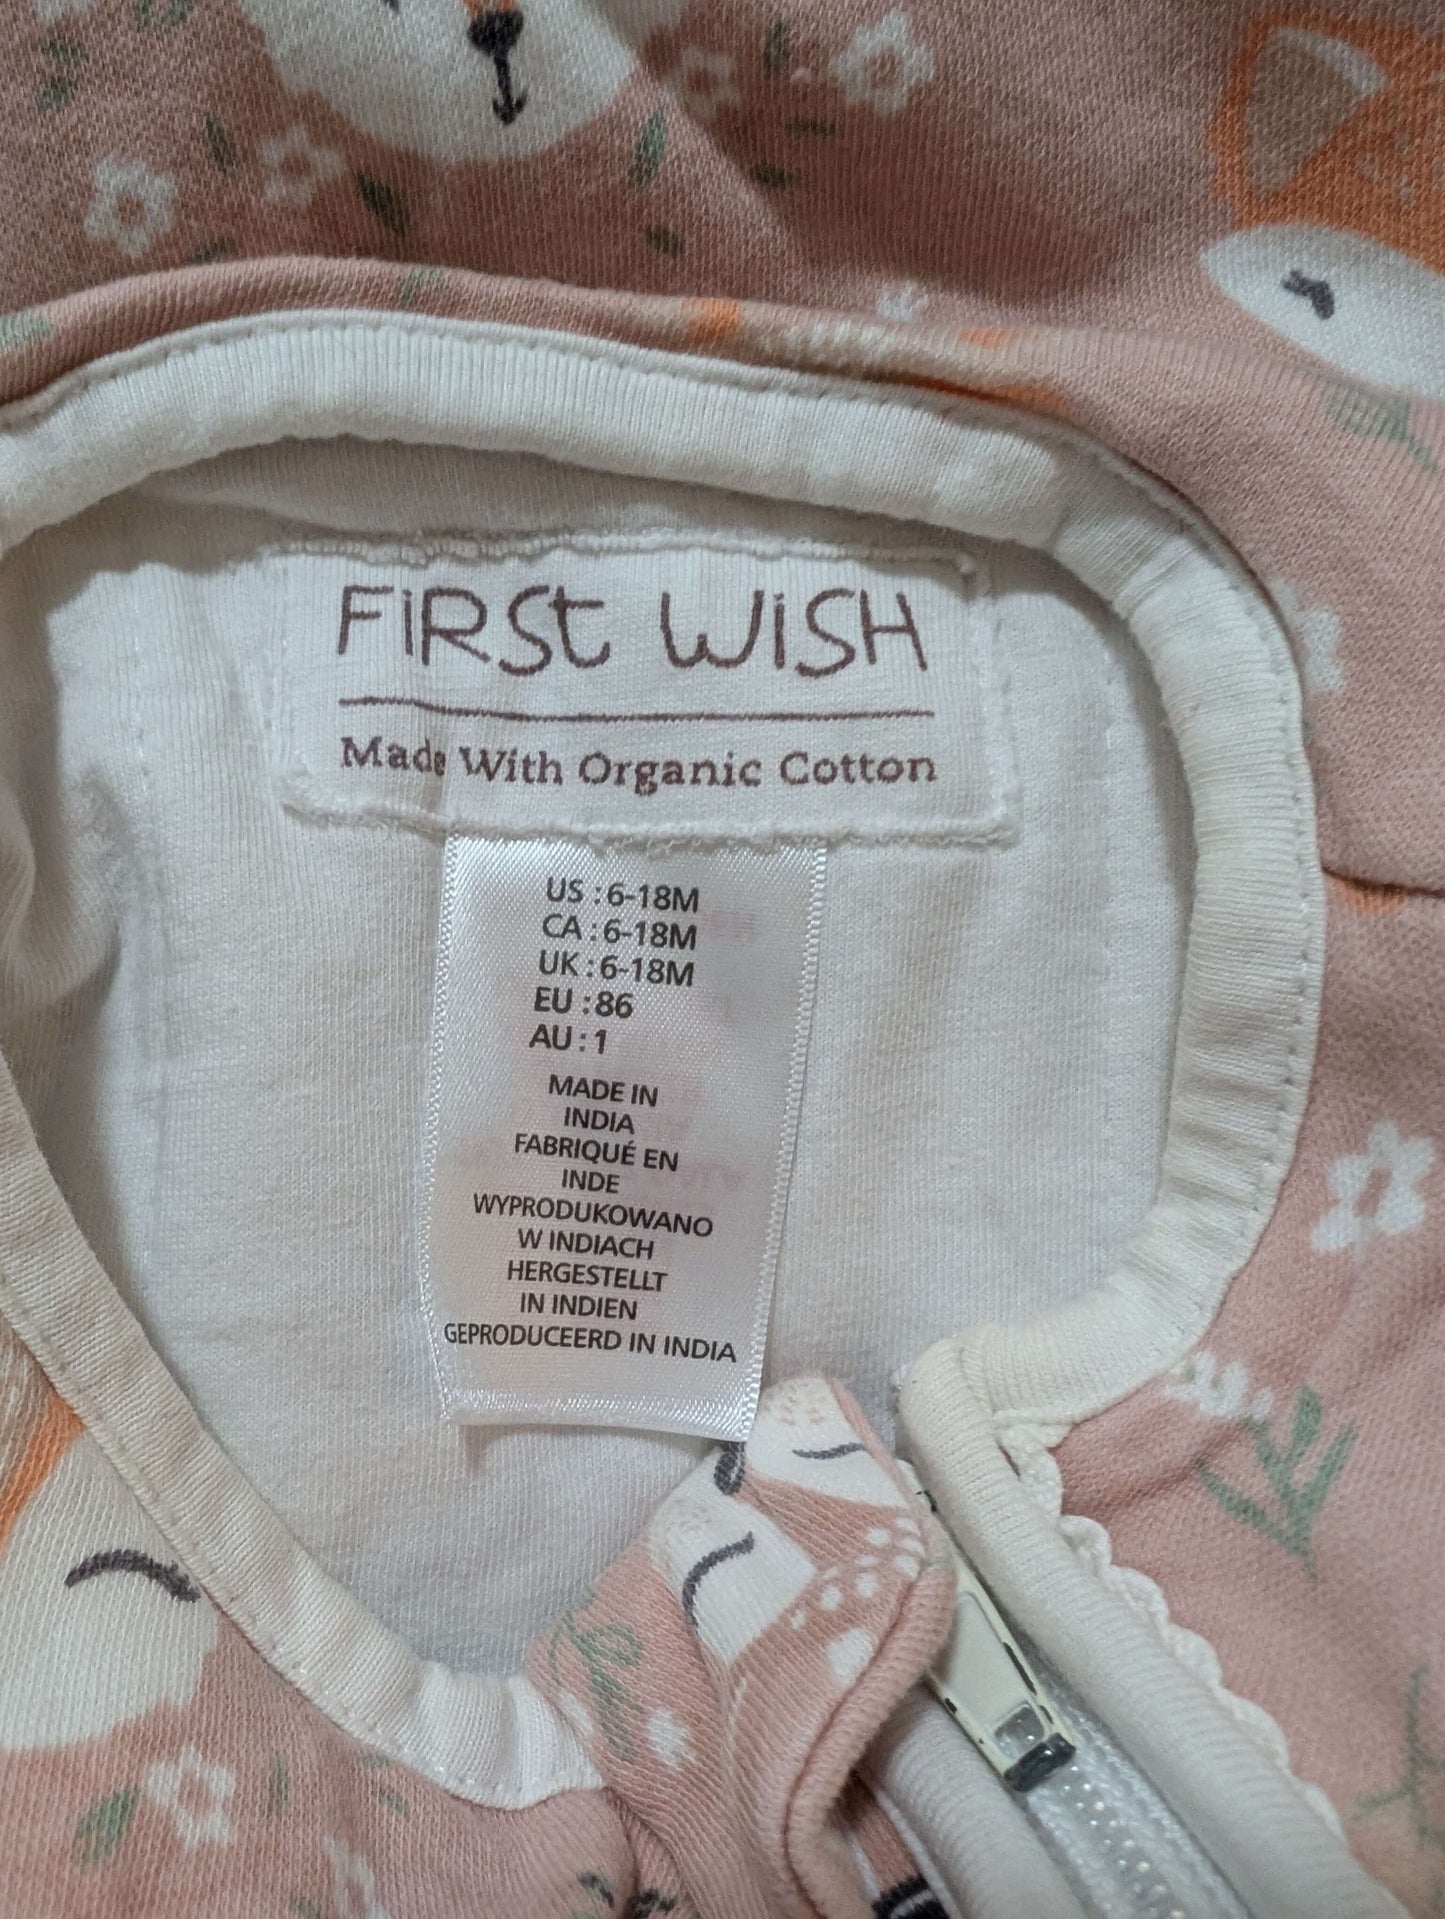 FIRST WISH
Made With Organic Cotton
US : 6-18M
CA : 6-18M
UK : 6-18M
EU : 86
AU : 1
MADE IN
INDIA
FABRIQUÉ EN
INDE
WYPRODUKOWANO
W INDIACH
HERGESTELLT
IN INDIEN
GEPRODUCEERD IN INDIA